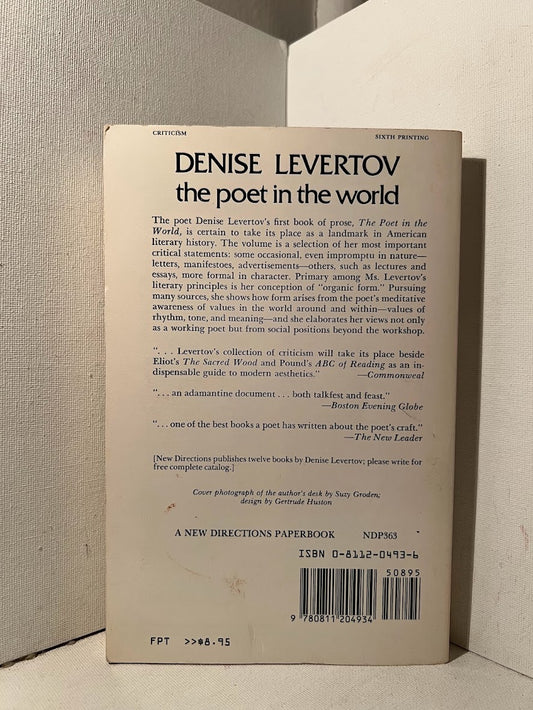 CRITICISM SIXTH PRINTING
DENISE LEVERTOV
the poet in the world
The poet Denise Levertov's first book of prose, The Poet in the
World, is certain to take its place as a landmark in American
literary history. The volume is a selection of her most important
critical statements: some occasional, even impromptu in nature—
letters, manifestoes, advertisements—others, such as lectures and
essays, more formal in character. Primary among Ms. Levertov's
literary principles is her conception of "organic form." Pursuing
many sources, she shows how form arises from the poet's meditative
awareness of values in the world around and within—values of
rhythm, tone, and meaning—and she elaborates her views not only
as a working poet but from social positions beyond the workshop.
". . . Levertov's collection of criticism will take its place beside
Eliot's The Sacred Wood and Pound's ABC of Reading as an in-
dispensable guide to modern aesthetics." —Commonweal
". . . an adamantine document . . . both talkfest and feast."
—Boston Evening Globe
". . . one of the best books a poet has written about the poet's craft."
—The New Leader
[New Directions publishes twelve books by Denise Levertov; please write for
free complete catalog.]
Cover photograph of the author's desk by Suzy Groden;
design by Gertrude Huston
A NEW DIRECTIONS PAPERBOOK NDP363
ISBN 0-8112-0493-6
50895
9 780811 204934
FPT >>$8.95